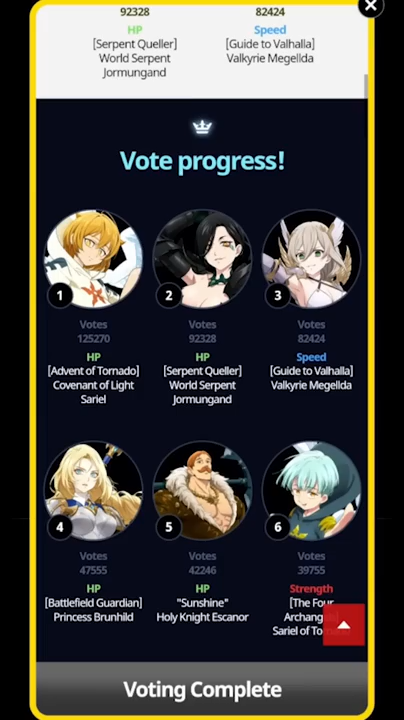 92328
82424
HP
Speed
[Serpent Queller]
[Guide to Valhalla]
World Serpent
Valkyrie Megellda
Jormungand
Vote progress!
1
2
3
Votes
Votes
Votes
125270
92328
82424
HP
HP
Speed
[Advent of Tornado]
[Serpent Queller]
[Guide to Valhalla]
Covenant of Light
World Serpent
Valkyrie Megellda
Sariel
Jormungand
4
5
6
Votes
Votes
Votes
47555
42246
39755
HP
HP
Strength
[Battlefield Guardian]
"Sunshine"
[The Four
Princess Brunhild
Holy Knight Escanor
Sariel of
Voting Complete